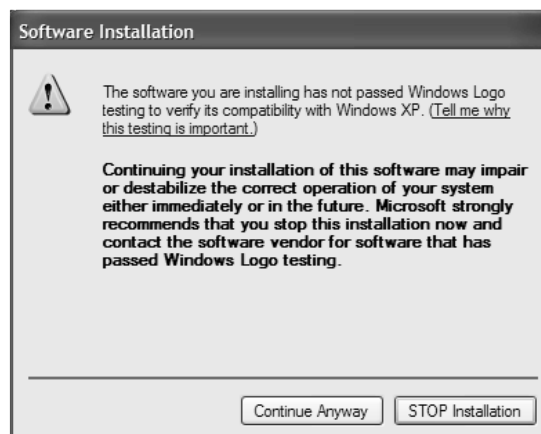 Software Installation
The software you are installing has not passed Windows Logo
testing to verify its compatibility with Windows XP. (Tell me why
this testing is important.)
Continuing your installation of this software may impair
or destabilize the correct operation of your system
either immediately or in the future. Microsoft strongly
recommends that you stop this installation now and
contact the software vendor for software that has
passed Windows Logo testing.
Continue Anyway
STOP Installation